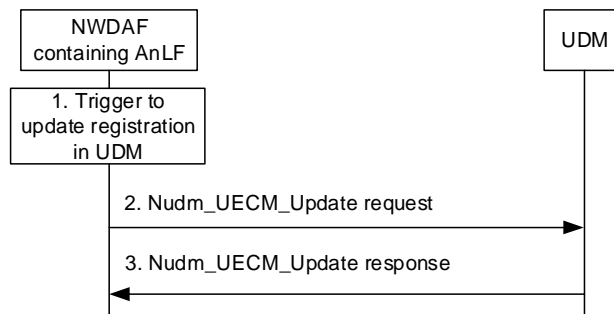 NWDAF
containing AnLF
UDM
1. Trigger to
update registration
in UDM
2. Nudm_UECM_Update request
3. Nudm_UECM_Update response